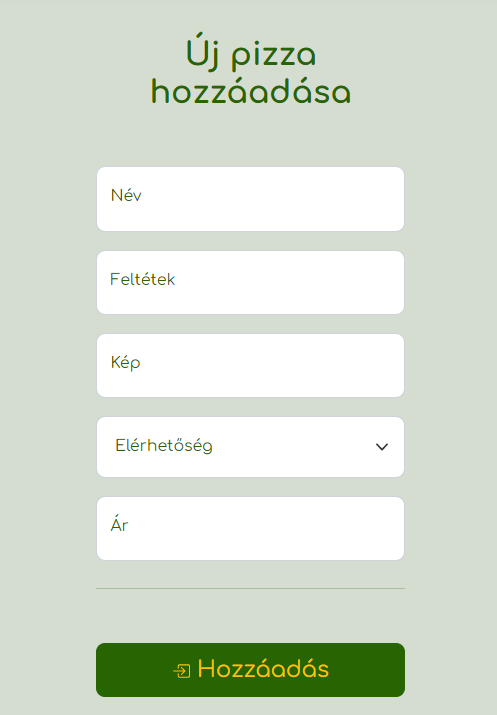 Új pizza
hozzáadása
Név
Feltétek
Kép
Elérhetőség
Ár
Hozzáadás